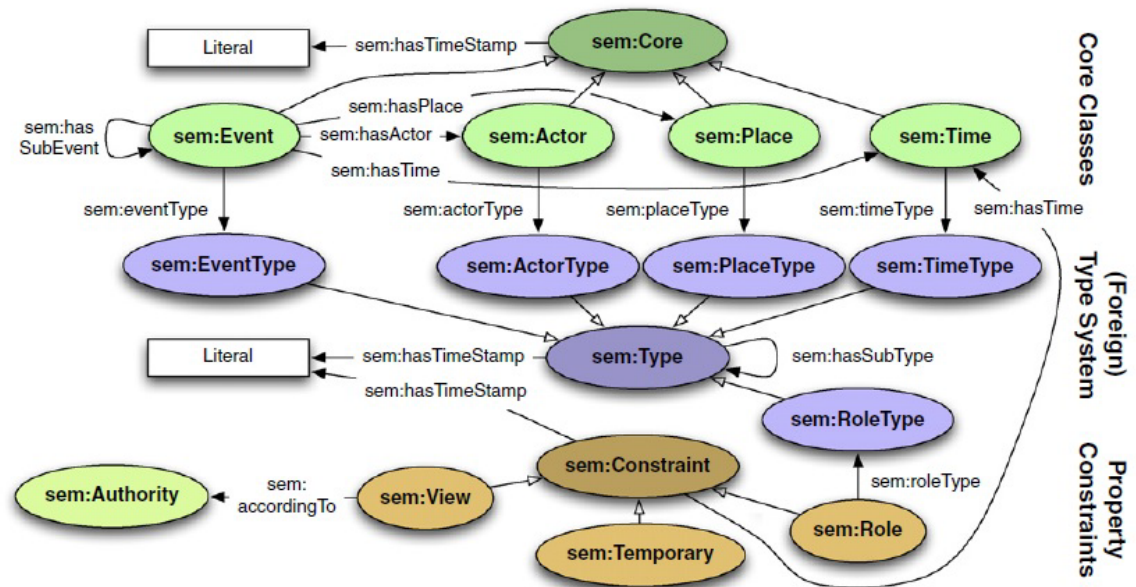 Literal
sem:hasTimeStamp
sem:Core
sem:has
SubEvent
sem:Event
sem:hasPlace
sem:hasActor
sem:hasTime
sem:Actor
sem:Place
sem:Time
Core Classes
sem:eventType
sem:actorType
sem:placeType
sem:timeType
sem:hasTime
sem:EventType
sem:ActorType
sem:PlaceType
sem:TimeType
(Foreign)
Type System
Literal
sem:hasTimeStamp
sem:Type
sem:hasSubType
sem:hasTimeStamp
sem:RoleType
sem:Constraint
sem:roleType
Property
Constraints
sem:Authority
sem:
accordingTo
sem:View
sem:Temporary
sem:Role